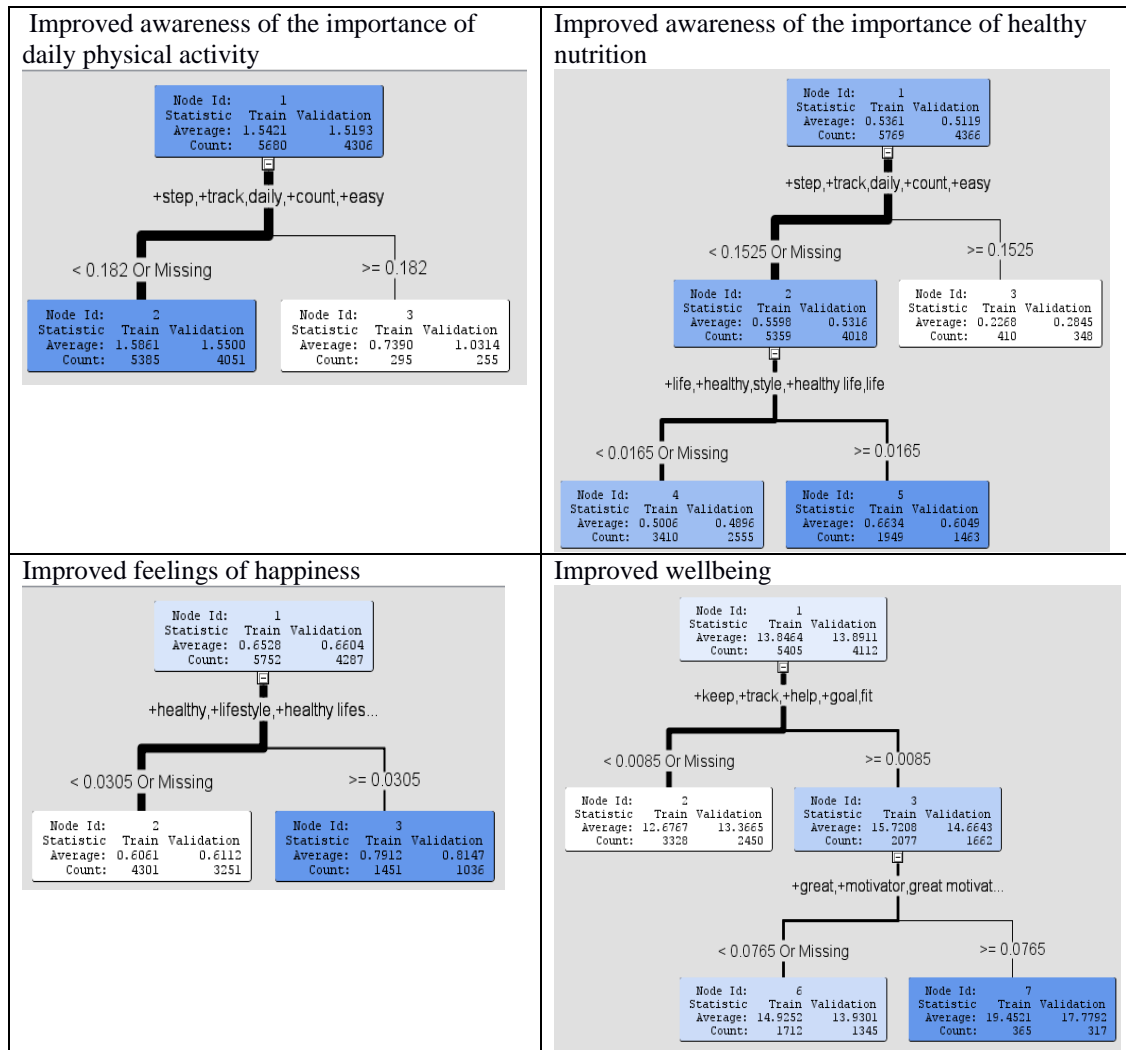 Improved awareness of the importance of
daily physical activity
Node Id: 1
Statistic Train Validation
Average: 1.5421 1.5193
Count: 5680 4306
+step,+track,daily,+count,+easy
< 0.182 Or Missing
>= 0.182
Node Id: 2
Statistic Train Validation
Average: 1.5861 1.5500
Count: 5385 4051
Node Id: 3
Statistic Train Validation
Average: 0.7390 1.0314
Count: 295 255
Improved awareness of the importance of healthy
nutrition
Node Id: 1
Statistic Train Validation
Average: 0.5361 0.5119
Count: 5769 4366
+step,+track,daily,+count,+easy
< 0.1525 Or Missing
>= 0.1525
Node Id: 2
Statistic Train Validation
Average: 0.5598 0.5316
Count: 5359 4018
Node Id: 3
Statistic Train Validation
Average: 0.2268 0.2845
Count: 410 348
+life,+healthy,style,+healthy life,life
< 0.0165 Or Missing
>= 0.0165
Node Id: 4
Statistic Train Validation
Average: 0.5006 0.4896
Count: 3410 2555
Node Id: 5
Statistic Train Validation
Average: 0.6634 0.6049
Count: 1949 1463
Improved feelings of happiness
Node Id: 1
Statistic Train Validation
Average: 0.6528 0.6604
Count: 5752 4287
+healthy,+lifestyle,+healthy lifes...
< 0.0305 Or Missing
>= 0.0305
Node Id: 2
Statistic Train Validation
Average: 0.6061 0.6112
Count: 4301 3251
Node Id: 3
Statistic Train Validation
Average: 0.7912 0.8147
Count: 1451 1036
Improved wellbeing
Node Id: 1
Statistic Train Validation
Average: 13.8464 13.8911
Count: 5405 4112
+keep,+track,+help,+goal,fit
< 0.0085 Or Missing
>= 0.0085
Node Id: 2
Statistic Train Validation
Average: 12.6767 13.3665
Count: 3328 2450
Node Id: 3
Statistic Train Validation
Average: 15.7208 14.6643
Count: 2077 1662
+great,+motivator,great motivat...
< 0.0765 Or Missing
>= 0.0765
Node Id: 6
Statistic Train Validation
Average: 14.9252 13.9301
Count: 1712 1345
Node Id: 7
Statistic Train Validation
Average: 19.4521 17.7792
Count: 365 317